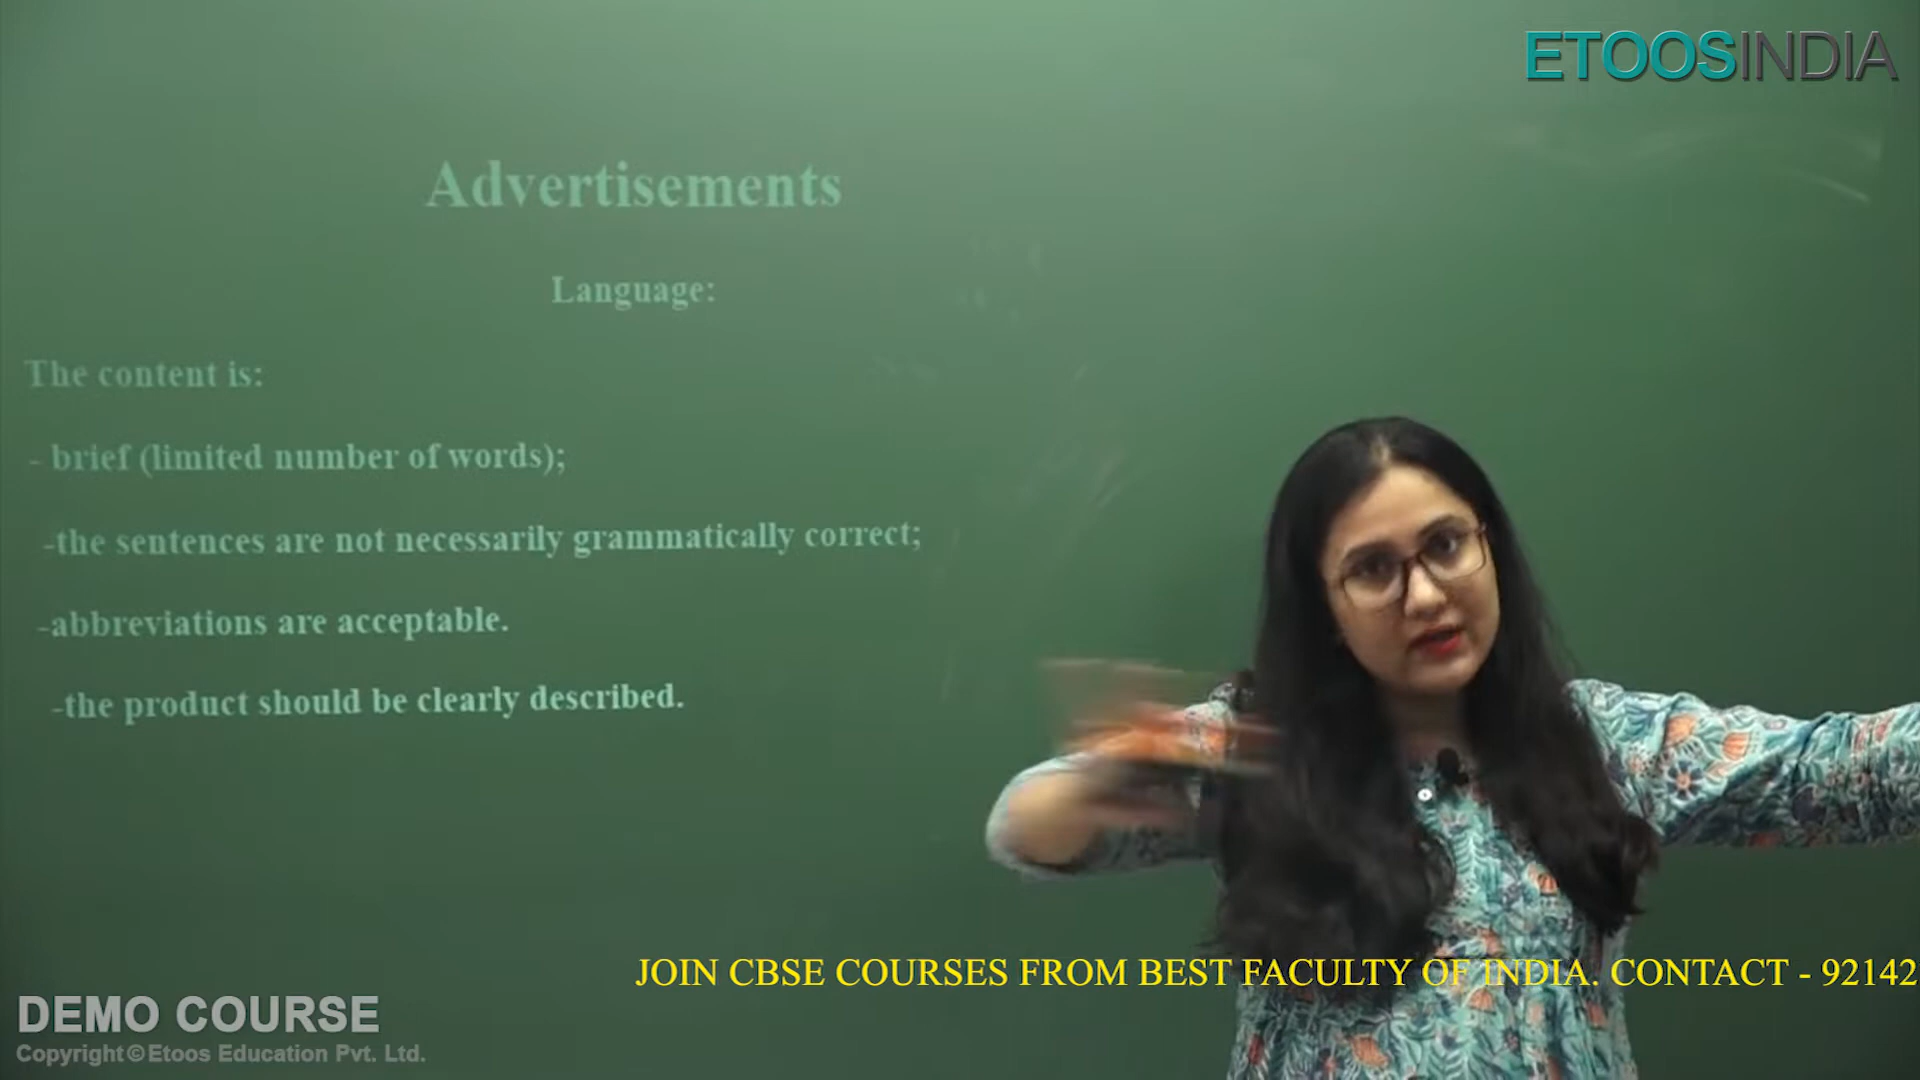 ETOOSINDIA
Advertisements
Language:
The content is:
- brief (limited number of words);
-the sentences are not necessarily grammatically correct;
-abbreviations are acceptable.
-the product should be clearly described.
JOIN CBSE COURSES FROM BEST FACULTY OF INDIA. CONTACT - 92142
DEMO COURSE
Copyright © Etoos Education Pvt. Ltd.